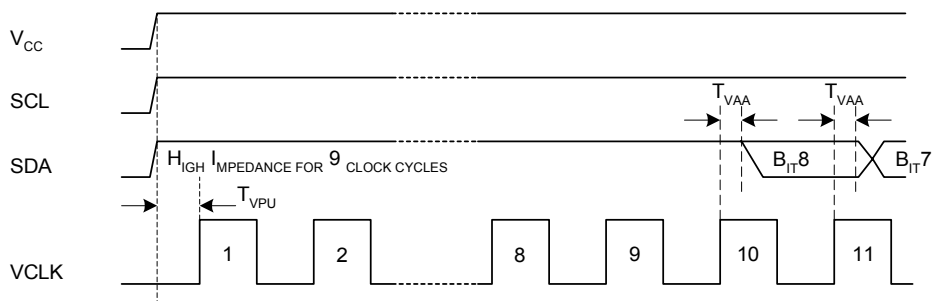 VCC
SCL
TVAA TVAA
SDA HIGH IMPEDANCE FOR 9 CLOCK CYCLES BIT8 BIT7
TVPU
VCLK 1 2 8 9 10 11